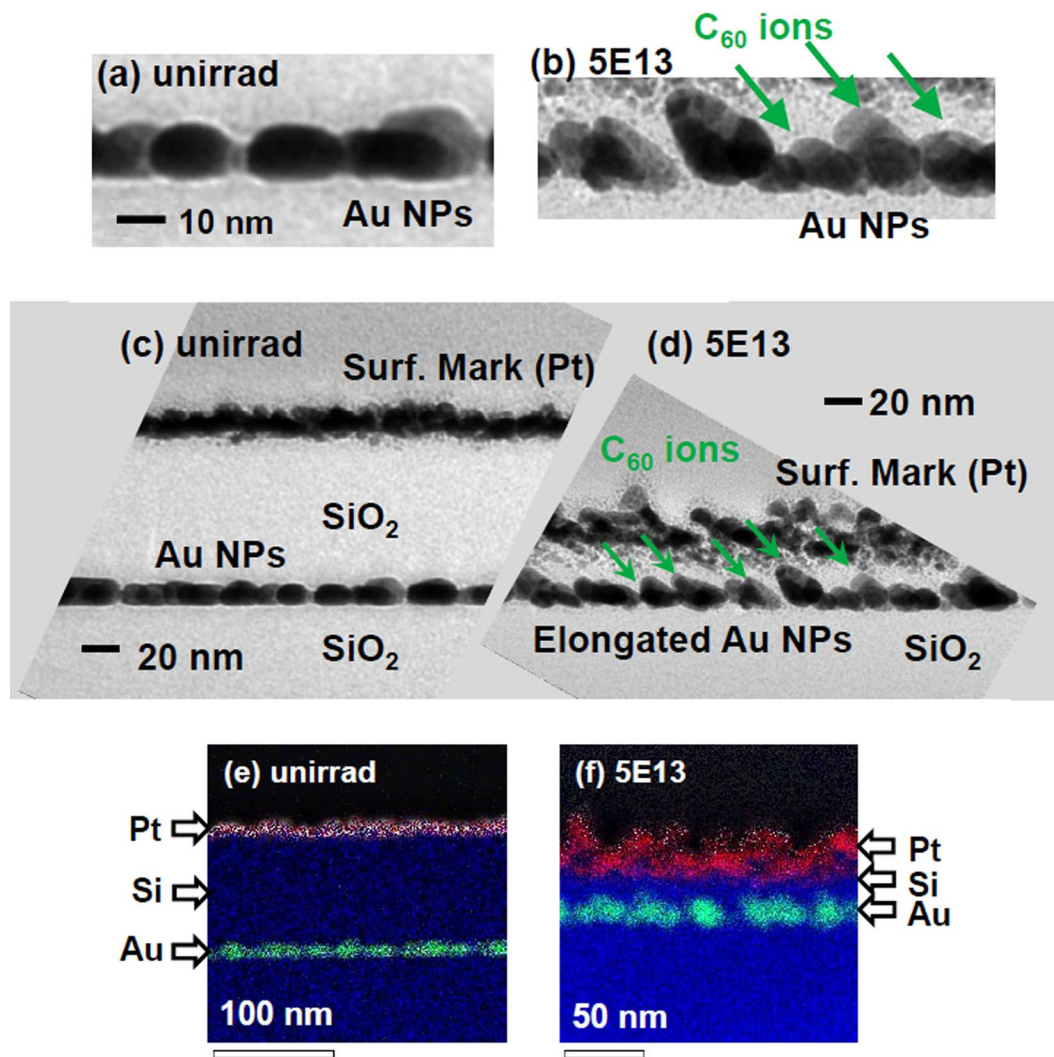 (a) unirrad
10 nm
Au NPs
C60 ions
(b) 5E13
Au NPs
(c) unirrad
Surf. Mark (Pt)
SiO2
Au NPs
20 nm
SiO2
(d) 5E13
20 nm
C60 ions
Surf. Mark (Pt)
Elongated Au NPs
SiO2
(e) unirrad
Pt
Si
Au
100 nm
(f) 5E13
Pt
Si
Au
50 nm